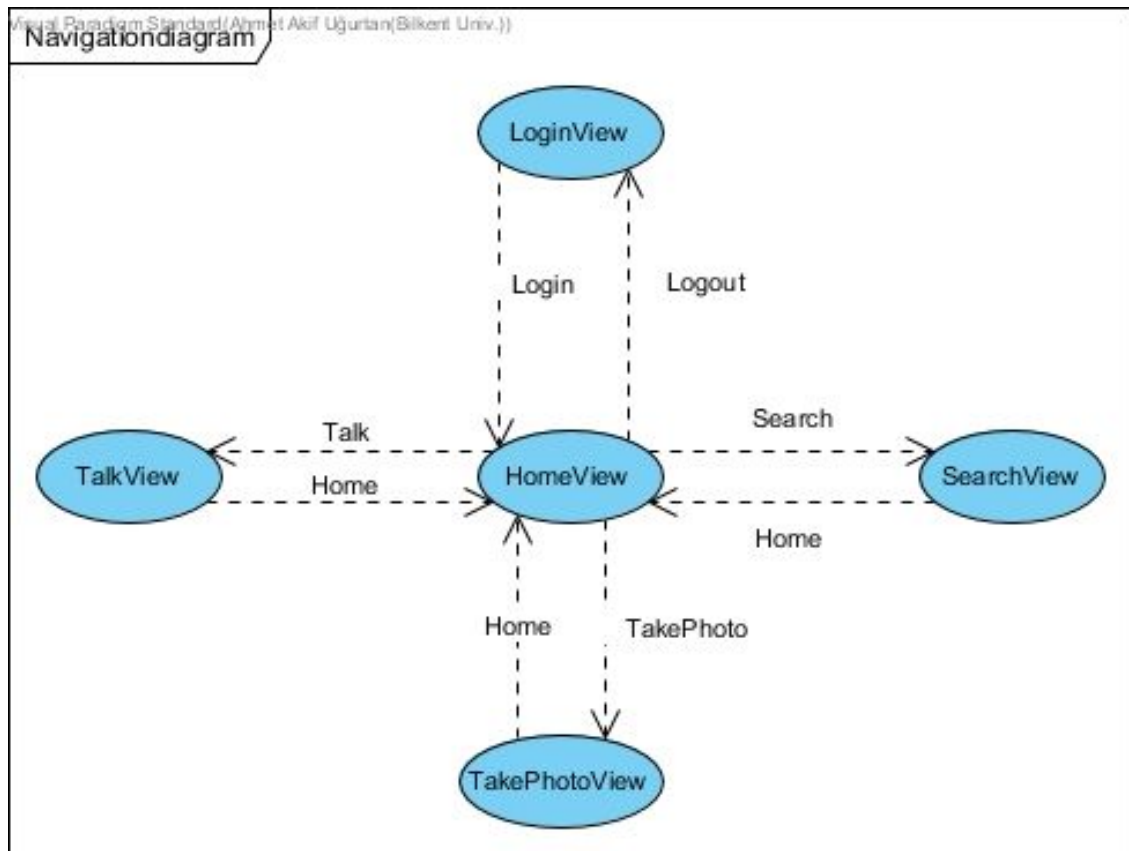 Visual Paradigm Standard(Ahmet Akif Uğurtan(Bilkent Univ.))
Navigationdiagram
LoginView
Login
Logout
Talk
Search
TalkView
HomeView
SearchView
Home
Home
Home
TakePhoto
TakePhotoView